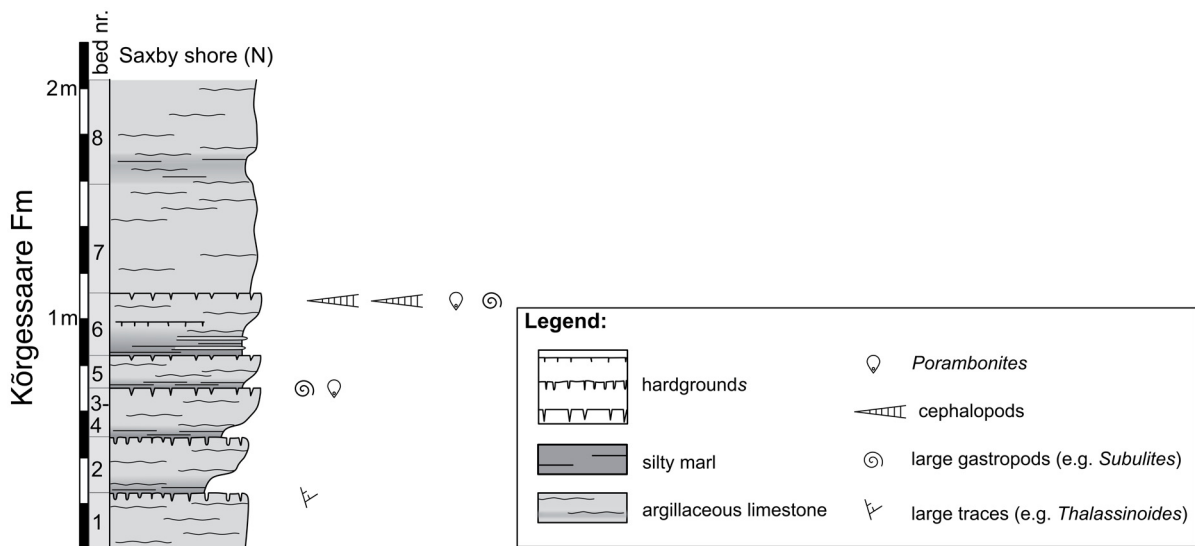 bed nr.
Saxby shore (N)
2m
8
7
1m
6
5
3-
4
2
1
Kõrgessaare Fm
Legend:
hardgrounds
silty marl
argillaceous limestone
Porambonites
cephalopods
large gastropods (e.g. Subulites)
large traces (e.g. Thalassinoides)